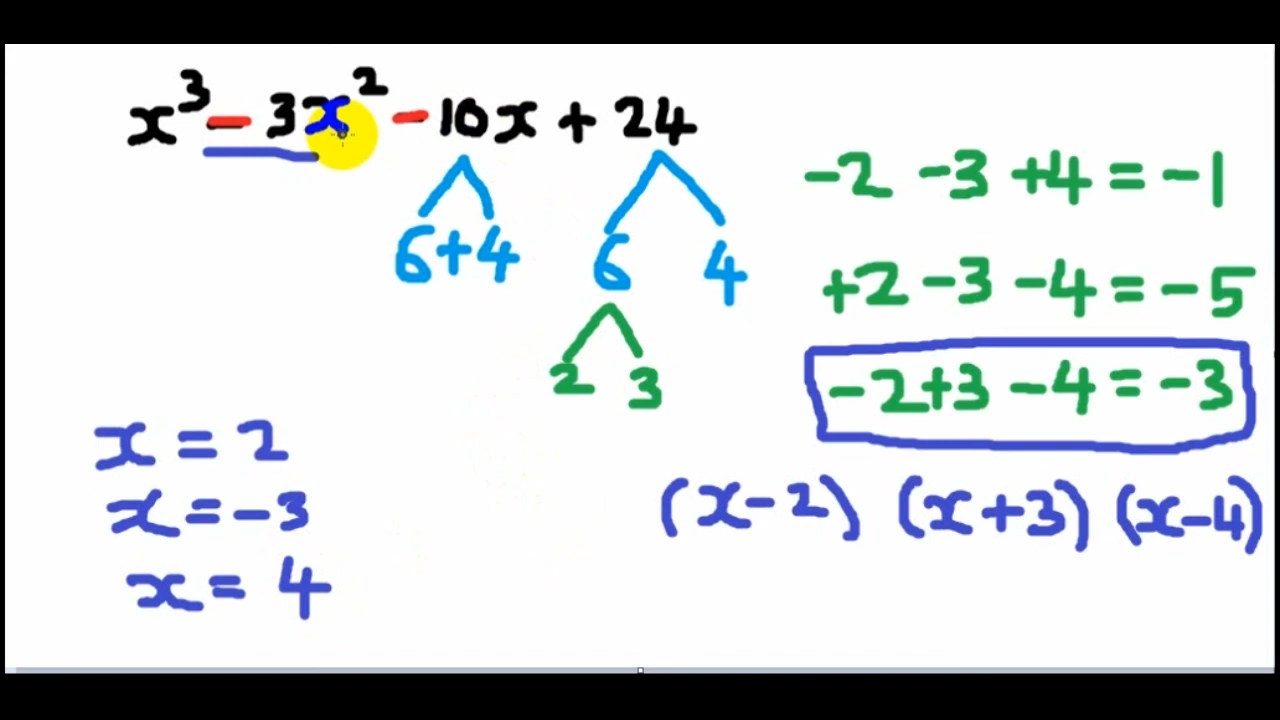 x³ - 3x² - 10x + 24
6+4
6 4
2 3
-2 -3 +4 = -1
+2 -3 -4 = -5
-2+3 -4 = -3
(x-2) (x+3) (x-4)
x = 2
x = -3
x = 4